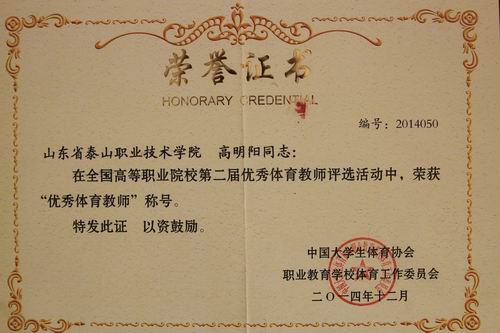 荣誉证书
HONORARY CREDENTIAL
编号：2014050
山东省泰山职业技术学院 高明阳同志：
在全国高等职业院校第二届优秀体育教师评选活动中，荣获
“优秀体育教师”称号。
特发此证 以资鼓励。
中国大学生体育协会
职业教育学校体育工作委员会
二〇一四年十二月